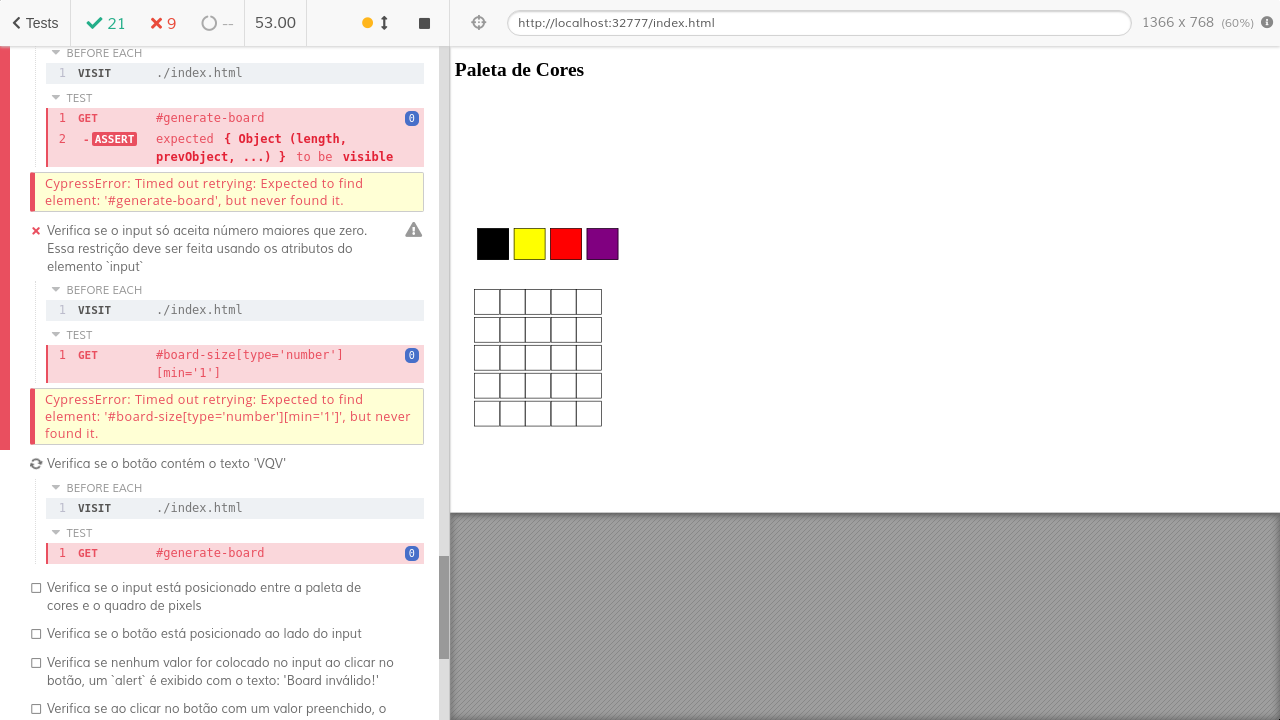 Tests 21 9 -- 53.00 http://localhost:32777/index.html 1366 x 768 (60%)
BEFORE EACH
1 VISIT ./index.html
TEST
1 GET #generate-board 0
2 -ASSERT expected { Object (length,
prevObject, ...) } to be visible
CypressError: Timed out retrying: Expected to find
element: '#generate-board', but never found it.
Verifica se o input só aceita número maiores que zero.
Essa restrição deve ser feita usando os atributos do
elemento `input`
BEFORE EACH
1 VISIT ./index.html
TEST
1 GET #board-size[type='number'] 0
[min='1']
CypressError: Timed out retrying: Expected to find
element: '#board-size[type='number'][min='1']', but never
found it.
Verifica se o botão contém o texto 'VQV'
BEFORE EACH
1 VISIT ./index.html
TEST
1 GET #generate-board 0
Verifica se o input está posicionado entre a paleta de
cores e o quadro de pixels
Verifica se o botão está posicionado ao lado do input
Verifica se nenhum valor for colocado no input ao clicar no
botão, um `alert` é exibido com o texto: 'Board inválido!'
Verifica se ao clicar no botão com um valor preenchido, o
Paleta de Cores